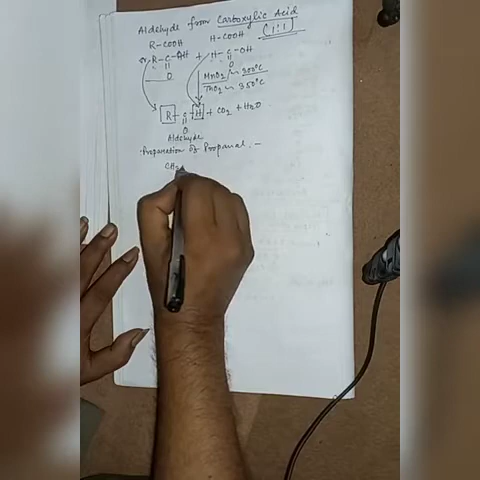 Aldehyde from Carboxylic Acid
R-COOH H-COOH (1:1)
R-C-OH + H-C-OH
O O
MnO2/~ 300°C
ThO2 ~ 350°C
R-C-H + CO2 + H2O
O
Aldehyde
Preparation of Propanal :-
CH3